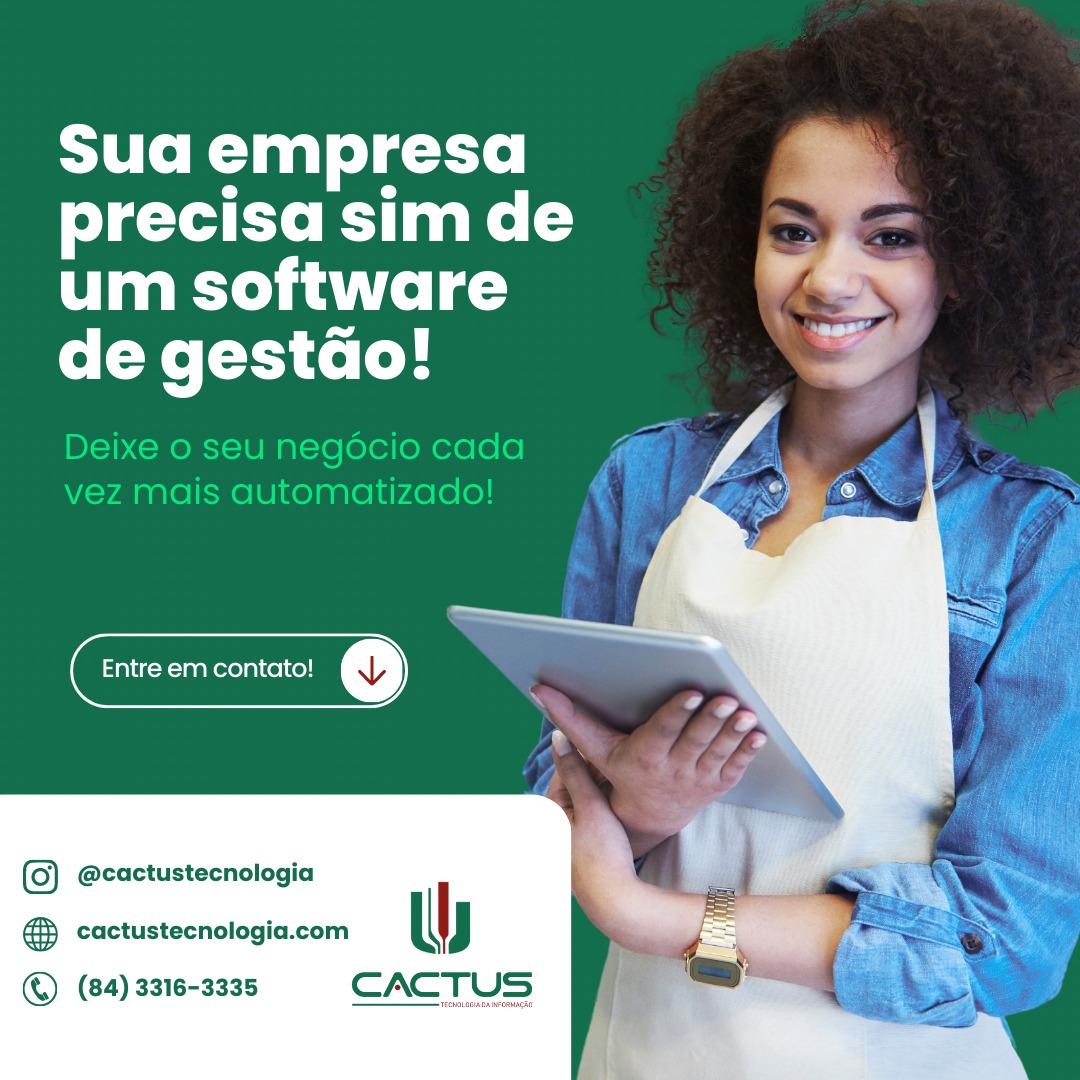 Sua empresa
precisa sim de
um software
de gestão!
Deixe o seu negócio cada
vez mais automatizado!
Entre em contato!
@cactustecnologia
cactustecnologia.com
(84) 3316-3335
CACTUS
TECNOLOGIA DA INFORMAÇÃO